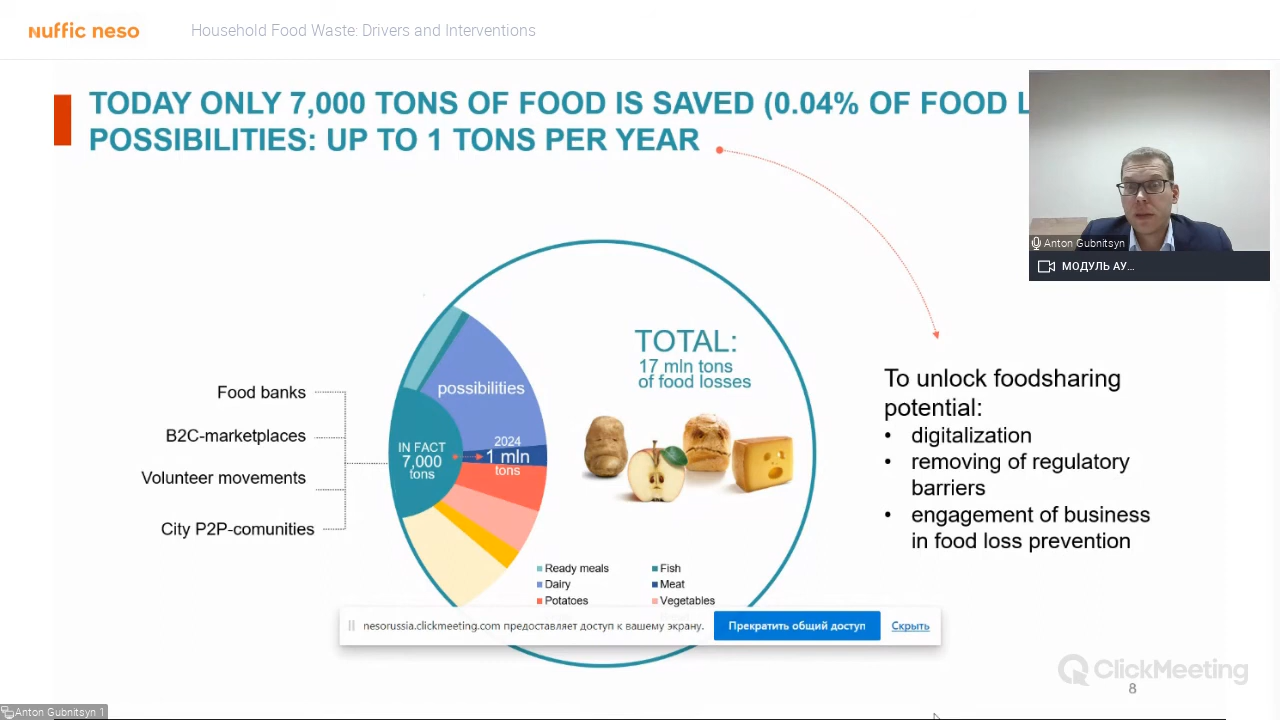 nuffic neso
Household Food Waste: Drivers and Interventions
TODAY ONLY 7,000 TONS OF FOOD IS SAVED (0.04% OF FOOD L
POSSIBILITIES: UP TO 1 TONS PER YEAR
Anton Gubnitsyn
МОДУЛЬ АУ...
TOTAL:
17 mln tons
of food losses
possibilities
Food banks
B2C-marketplaces
Volunteer movements
City P2P-comunities
IN FACT
7,000
tons
2024
1 mln
tons
To unlock foodsharing
potential:
• digitalization
• removing of regulatory
barriers
• engagement of business
in food loss prevention
Ready meals
Fish
Dairy
Meat
Potatoes
Vegetables
nesorussia.clickmeeting.com предоставляет доступ к вашему экрану.
Прекратить общий доступ
Скрыть
ClickMeeting
8
Anton Gubnitsyn 1